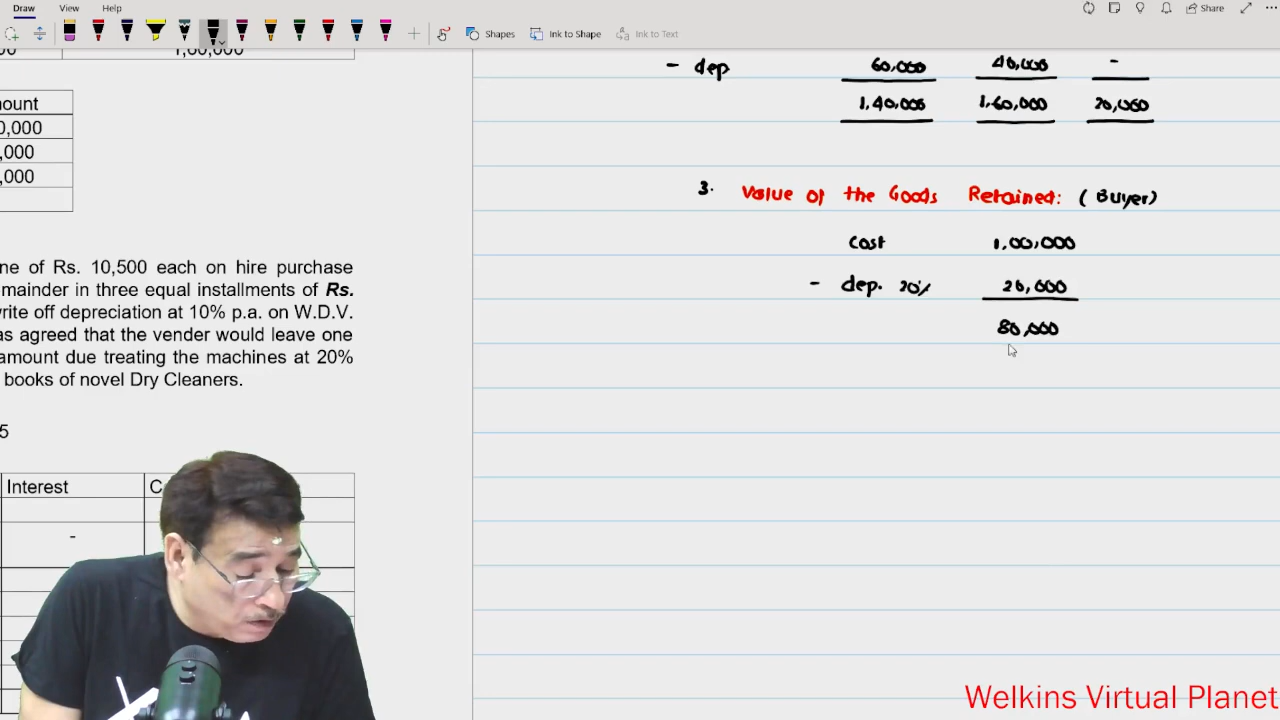 Draw View Help
Share
Shapes Ink to Shape Ink to Text
1,60,000
- dep 60,000 40,000 -
1,40,000 1,60,000 20,000
mount
0,000
,000
,000
3. Value of the Goods Retained: (Buyer)
Cost 1,00,000
- dep. 20% 20,000
80,000
ne of Rs. 10,500 each on hire purchase
mainder in three equal installments of Rs.
write off depreciation at 10% p.a. on W.D.V.
as agreed that the vender would leave one
amount due treating the machines at 20%
books of novel Dry Cleaners.
5
Interest C
-
Welkins Virtual Planet